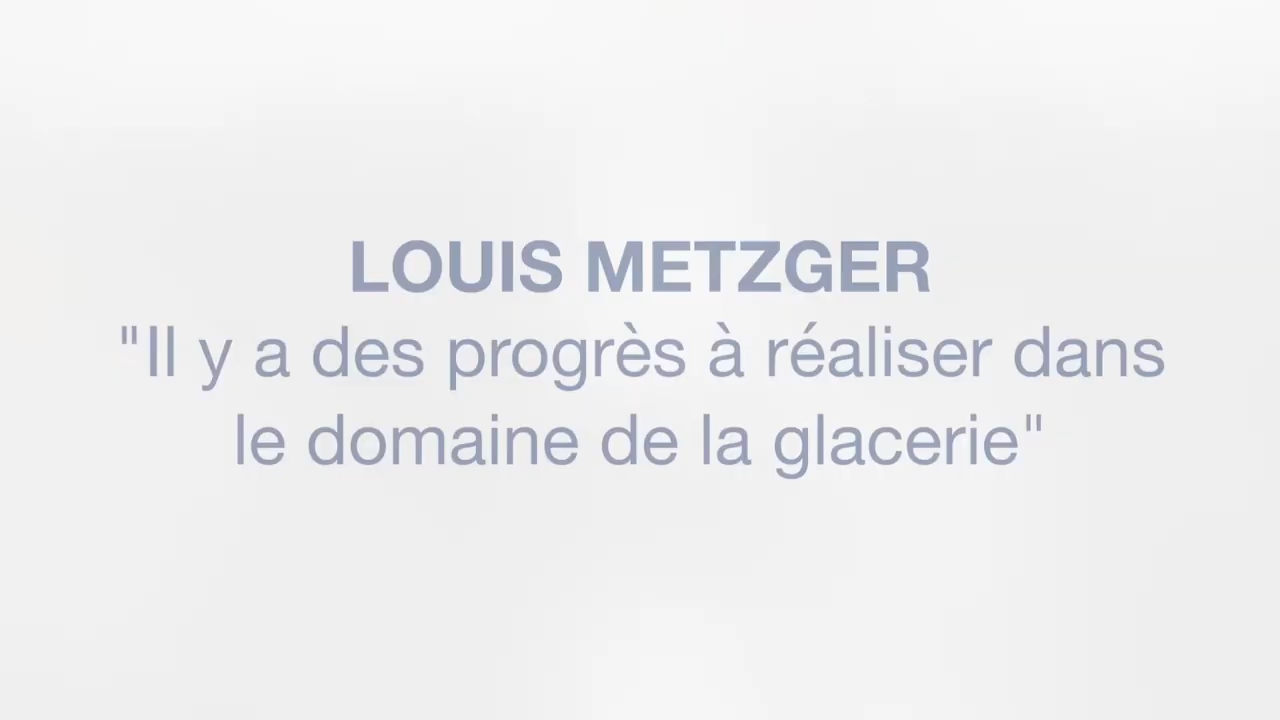 LOUIS METZGER
"Il y a des progrès à réaliser dans
le domaine de la glacerie"